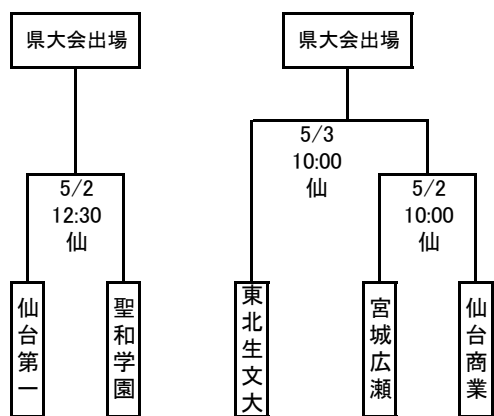 県大会出場
県大会出場
5/3
10:00
仙
5/2
12:30
仙
5/2
10:00
仙
仙台第一
聖和学園
東北生文大
宮城広瀬
仙台商業